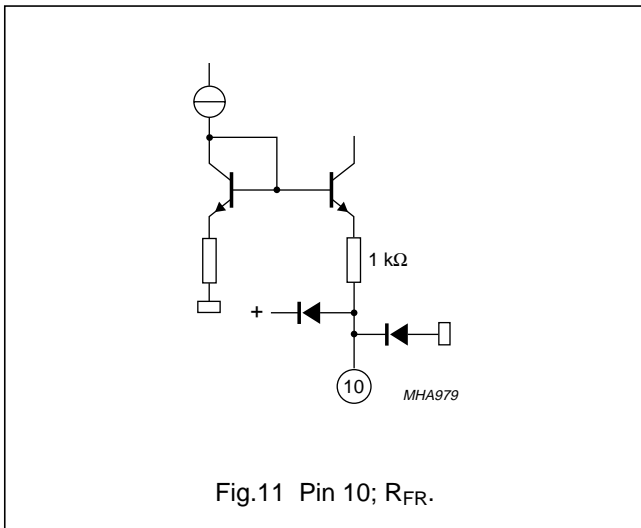 1 kΩ
+
10
MHA979
Fig.11 Pin 10; RFR.